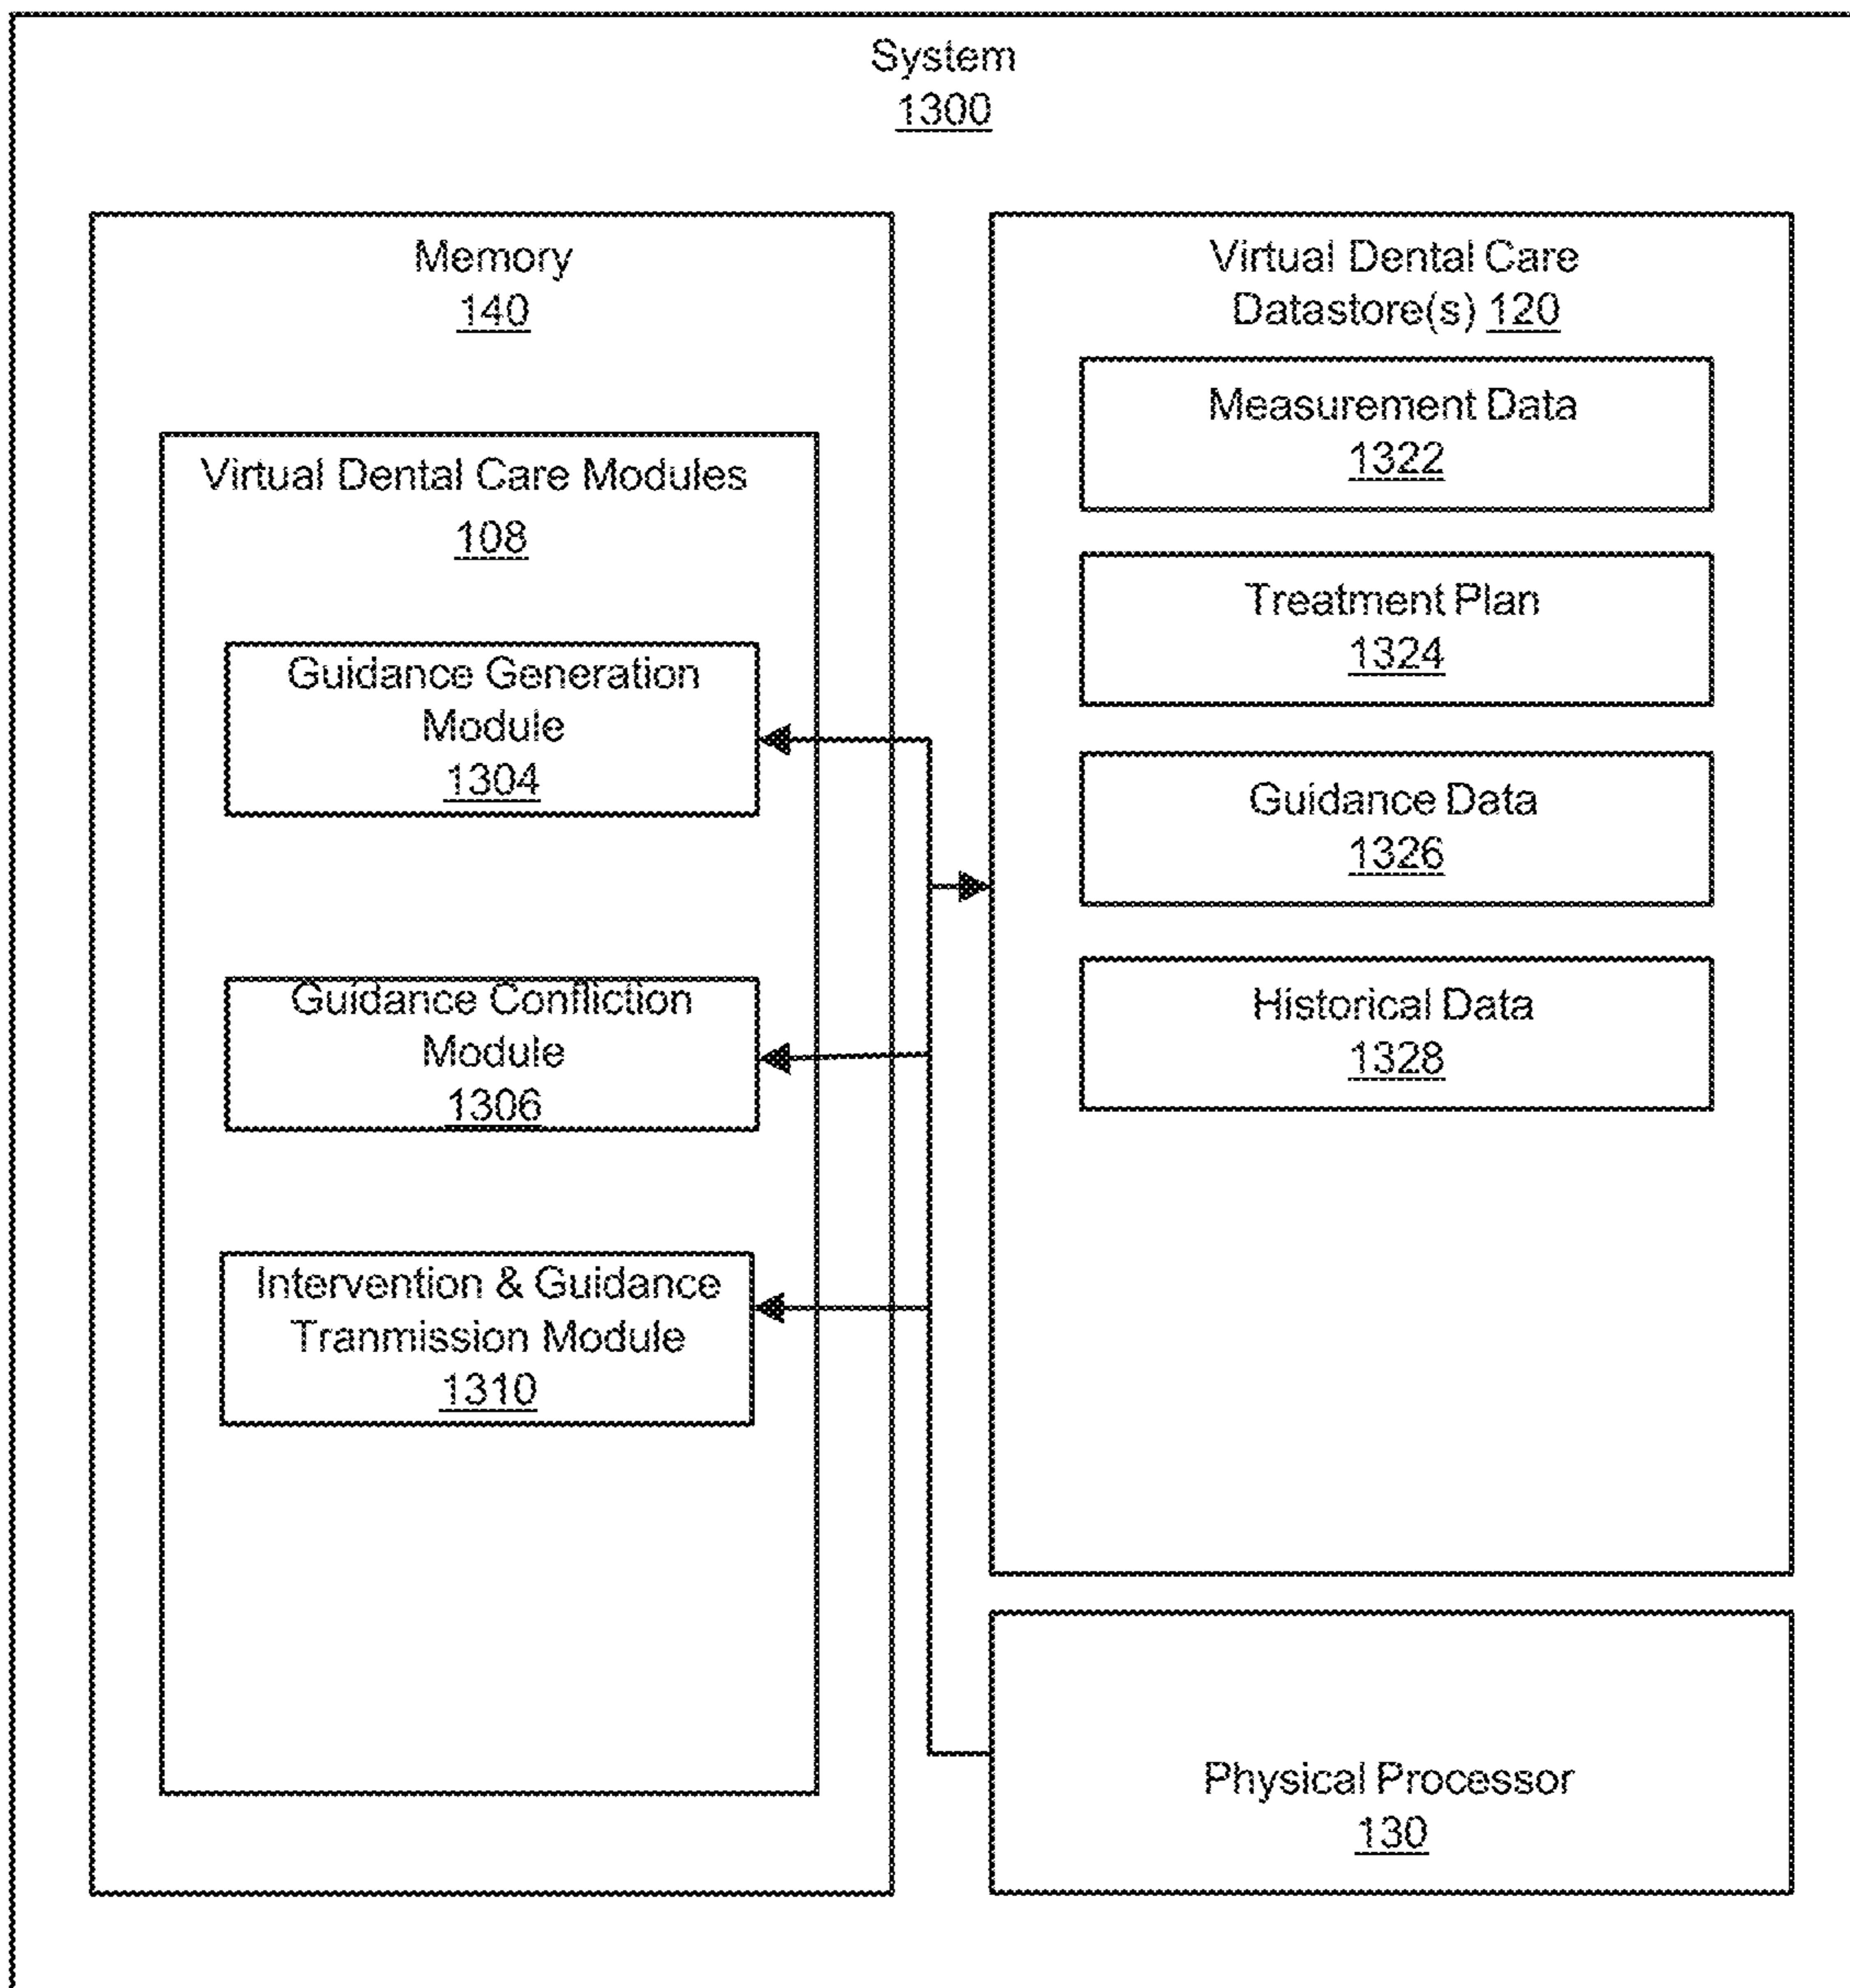 System
1300
Memory
140
Virtual Dental Care Modules
108
Guidance Generation
Module
1304
Guidance Confliction
Module
1306
Intervention & Guidance
Tranmission Module
1310
Virtual Dental Care
Datastore(s) 120
Measurement Data
1322
Treatment Plan
1324
Guidance Data
1326
Historical Data
1328
Physical Processor
130